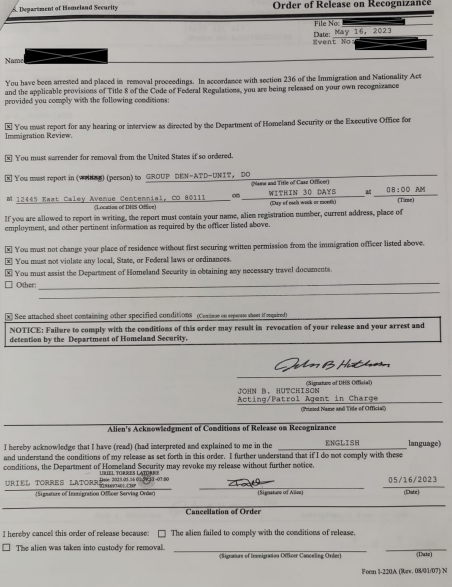 S. Department of Homeland Security
Order of Release on Recognizance
File No:
Date: May 16, 2023
Event No:
Name
You have been arrested and placed in removal proceedings. In accordance with section 236 of the Immigration and Nationality Act
and the applicable provisions of Title 8 of the Code of Federal Regulations, you are being released on your own recognizance
provided you comply with the following conditions:
☒ You must report for any hearing or interview as directed by the Department of Homeland Security or the Executive Office for
Immigration Review.
☒ You must surrender for removal from the United States if so ordered.
☒ You must report in (writing) (person) to GROUP DEN-ATD-UNIT, DO
(Name and Title of Case Officer)
at 12445 East Caley Avenue Centennial, CO 80111 on WITHIN 30 DAYS at 08:00 AM
(Location of DHS Office) (Day of each week or month) (Time)
If you are allowed to report in writing, the report must contain your name, alien registration number, current address, place of
employment, and other pertinent information as required by the officer listed above.
☒ You must not change your place of residence without first securing written permission from the immigration officer listed above.
☒ You must not violate any local, State, or Federal laws or ordinances.
☒ You must assist the Department of Homeland Security in obtaining any necessary travel documents.
☐ Other:
☒ See attached sheet containing other specified conditions (Continue on separate sheet if required)
NOTICE: Failure to comply with the conditions of this order may result in revocation of your release and your arrest and
detention by the Department of Homeland Security.
John B Hutchison
(Signature of DHS Official)
JOHN B. HUTCHISON
Acting/Patrol Agent in Charge
(Printed Name and Title of Official)
Alien's Acknowledgment of Conditions of Release on Recognizance
I hereby acknowledge that I have (read) (had interpreted and explained to me in the ENGLISH language)
and understand the conditions of my release as set forth in this order. I further understand that if I do not comply with these
conditions, the Department of Homeland Security may revoke my release without further notice.
URIEL TORRES LATORRE
URIEL TORRES LATORRE 05/16/2023
(Signature of Immigration Officer Serving Order) (Signature of Alien) (Date)
Cancellation of Order
I hereby cancel this order of release because: ☐ The alien failed to comply with the conditions of release.
☐ The alien was taken into custody for removal.
(Signature of Immigration Officer Canceling Order) (Date)
Form I-220A (Rev. 08/01/07) N